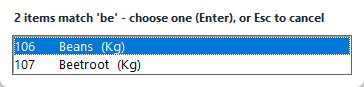 2 items match 'be' - choose one (Enter), or Esc to cancel
106 Beans (Kg)
107 Beetroot (Kg)